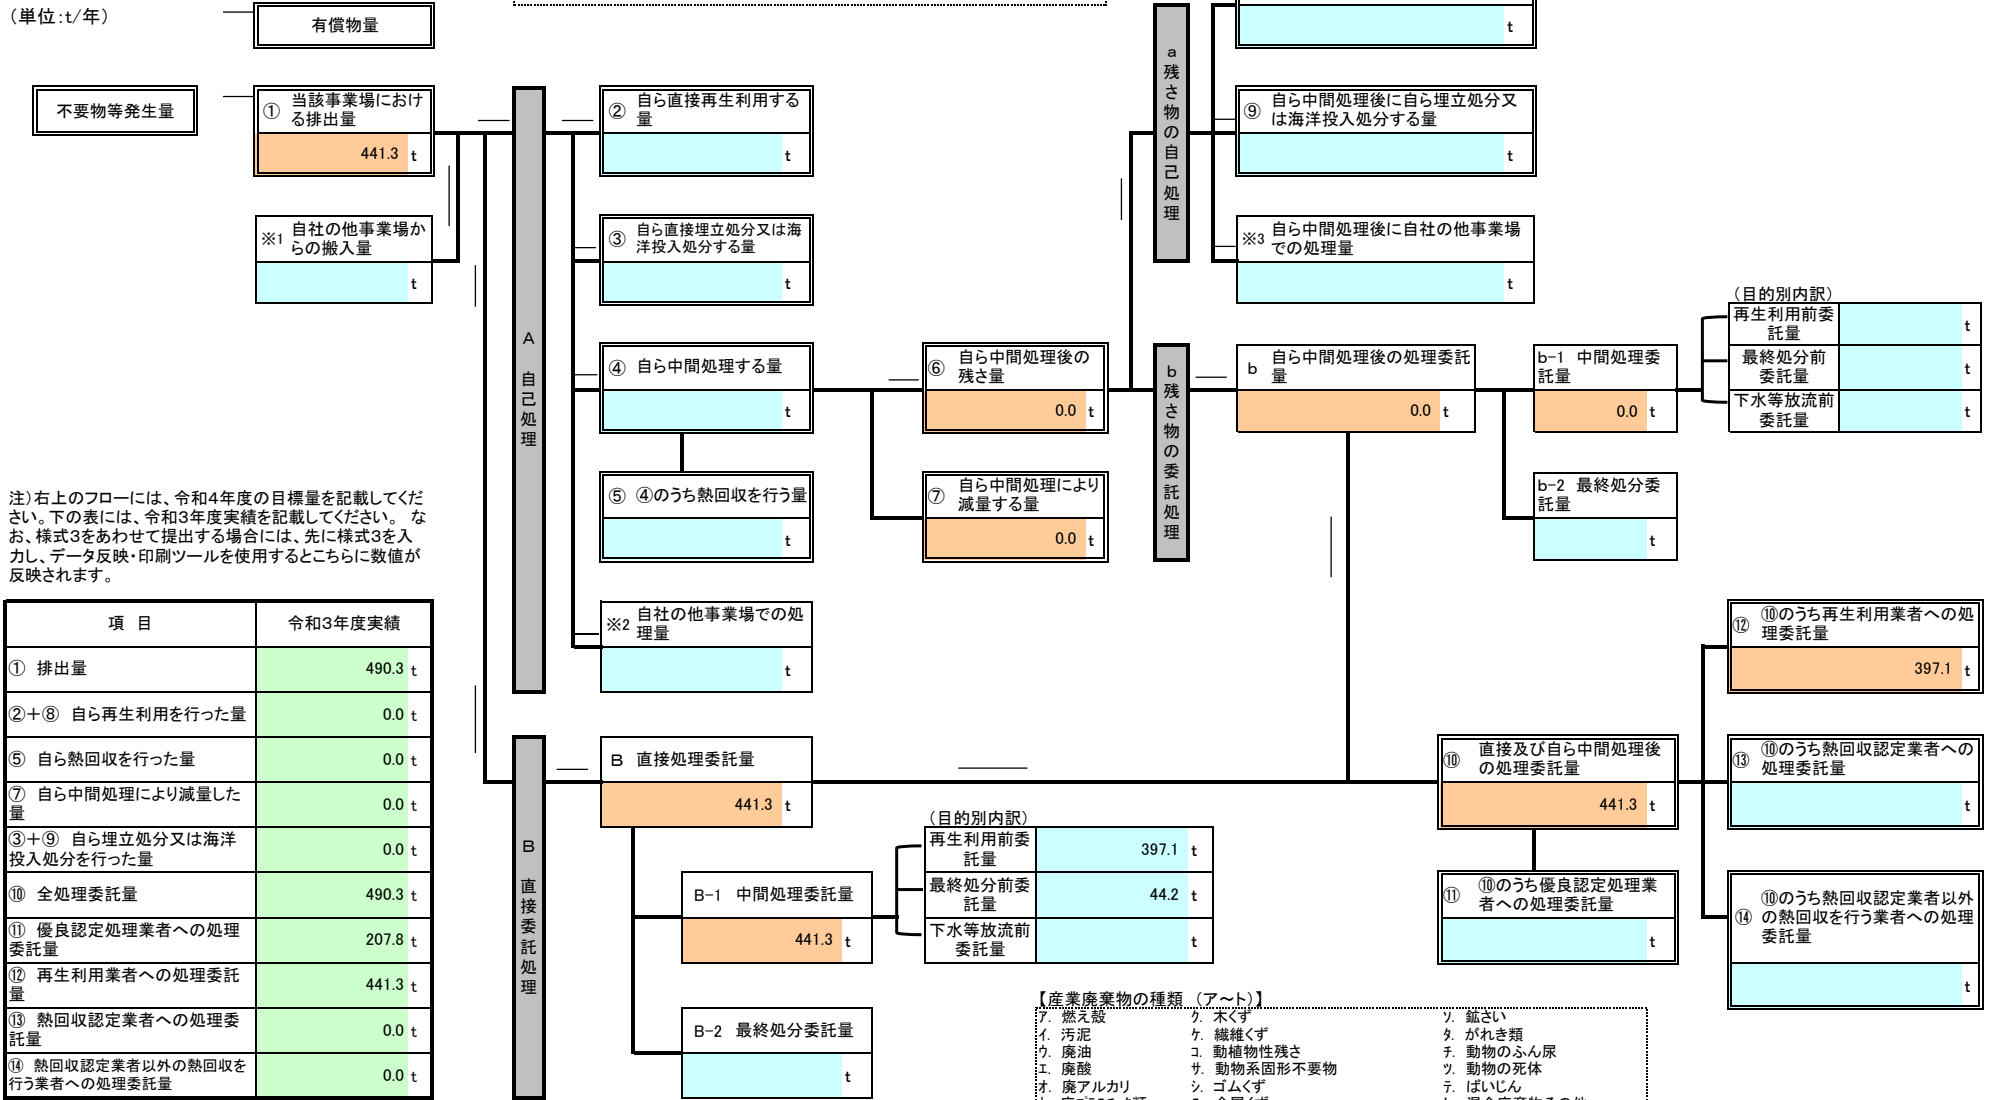 (単位:t/年)
有償物量
t
不要物等発生量
① 当該事業場におけ
る排出量
441.3 t
※1 自社の他事業場か
らの搬入量
t
A 自己処理
② 自ら直接再生利用する
量
t
③ 自ら直接埋立処分又は海
洋投入処分する量
t
④ 自ら中間処理する量
t
⑤ ④のうち熱回収を行う量
t
※2 自社の他事業場での処
理量
t
⑥ 自ら中間処理後の
残さ量
0.0 t
⑦ 自ら中間処理により
減量する量
0.0 t
a 残さ物の自己処理
⑨ 自ら中間処理後に自ら埋立処分又
は海洋投入処分する量
t
※3 自ら中間処理後に自社の他事業場
での処理量
t
b 残さ物の委託処理
b 自ら中間処理後の処理委託
量
0.0 t
b-1 中間処理委
託量
0.0 t
b-2 最終処分委
託量
t
(目的別内訳)
再生利用前委
託量
t
最終処分前
委託量
t
下水等放流前
委託量
t
注)右上のフローには、令和4年度の目標量を記載してくだ
さい。下の表には、令和3年度実績を記載してください。 な
お、様式3をあわせて提出する場合には、先に様式3を入
力し、データ反映・印刷ツールを使用するとこちらに数値が
反映されます。
項 目 令和3年度実績
① 排出量 490.3 t
②+⑧ 自ら再生利用を行った量 0.0 t
⑤ 自ら熱回収を行った量 0.0 t
⑦ 自ら中間処理により減量した
量 0.0 t
③+⑨ 自ら埋立処分又は海洋
投入処分を行った量 0.0 t
⑩ 全処理委託量 490.3 t
⑪ 優良認定処理業者への処理
委託量 207.8 t
⑫ 再生利用業者への処理委託
量 441.3 t
⑬ 熱回収認定業者への処理委
託量 0.0 t
⑭ 熱回収認定業者以外の熱回収を
行う業者への処理委託量 0.0 t
B 直接委託処理
B 直接処理委託量
441.3 t
B-1 中間処理委託量
441.3 t
B-2 最終処分委託量
t
(目的別内訳)
再生利用前委
託量
397.1 t
最終処分前委
託量
44.2 t
下水等放流前
委託量
t
⑩ 直接及び自ら中間処理後
の処理委託量
441.3 t
⑪ ⑩のうち優良認定処理業
者への処理委託量
t
⑫ ⑩のうち再生利用業者への処
理委託量
397.1 t
⑬ ⑩のうち熱回収認定業者への
処理委託量
t
⑭ ⑩のうち熱回収認定業者以外
の熱回収を行う業者への処理
委託量
t
【産業廃棄物の種類 (ア~ト)】
ア. 燃え殻 ク. 木くず ソ. 鉱さい
イ. 汚泥 ケ. 繊維くず タ. がれき類
ウ. 廃油 コ. 動植物性残さ チ. 動物のふん尿
エ. 廃酸 サ. 動物系固形不要物 ツ. 動物の死体
オ. 廃アルカリ シ. ゴムくず テ. ばいじん